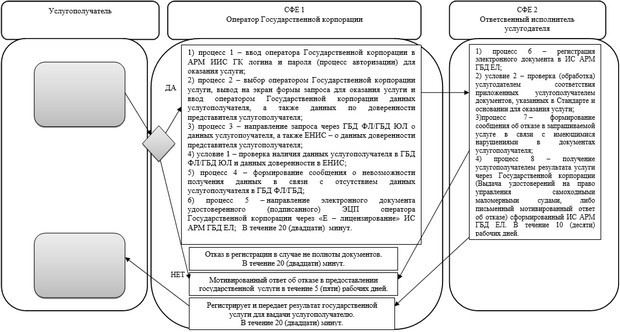 Услугополучатель
СФЕ 1
Оператор Государственной корпорации
СФЕ 2
Ответсвенный исполнитель
услугодателя
ДА
НЕТ
1) процесс 1 – ввод оператора Государственной корпорации в
АРМ ИИС ГК логина и пароля (процесс авторизации) для
оказания услуги;
2) процесс 2 – выбор оператором Государственной корпорации
услуги, вывод на экран формы запроса для оказания услуги и
ввод оператором Государственной корпорации данных
услугополучателя, а также данных по доверенности
представителя услугополучателя;
3) процесс 3 – направление запроса через ГБД ФЛ/ГБД ЮЛ о
данных услугополучателя, а также ЕНИС – о данных доверенности
представителя услугополучателя;
4) условие 1 – проверка наличия данных услугополучателя в ГБД
ФЛ/ГБД ЮЛ и данных доверенности в ЕНИС;
5) процесс 4 – формирование сообщения о невозможности
получения данных в связи с отсутствием данных
услугополучателя в ГБД ФЛ/ГБД;
6) процесс 5 – направление электронного документа
удостоверенного (подписанного) ЭЦП оператора
Государственной корпорации через «Е – лицензирование» ИС
АРМ ГБД ЕЛ; В течение 20 (двадцати) минут.
Отказ в регистрации в случае не полноты документов.
В течение 20 (двадцати) минут.
Мотивированный ответ об отказе в предоставлении
государственной услуги в течение 5 (пяти) рабочих дней.
Регистрирует и передает результат государственной
услуги для выдачи услугополучателю.
В течение 20 (двадцати) минут.
1) процесс 6 – регистрация
электронного документа в ИС АРМ
ГБД ЕЛ;
2) условие 2 – проверка (обработка)
услугодателем соответствия
приложенных услугополучателем
документов, указанных в Стандарте и
основании для оказания услуги;
3)процесс 7 – формирование
сообщения об отказе в запрашиваемой
услуге в связи с имеющимися
нарушениями в документах
услугополучателя;
4) процесс 8 – получение
услугополучателем результата услуги
через Государственной корпорации
(Выдача удостоверений на право
управления самоходными
маломерными судами, либо
письменный мотивированный ответ
об отказе) сформированный ИС АРМ
ГБД ЕЛ. В течение 10 (десяти)
рабочих дней.